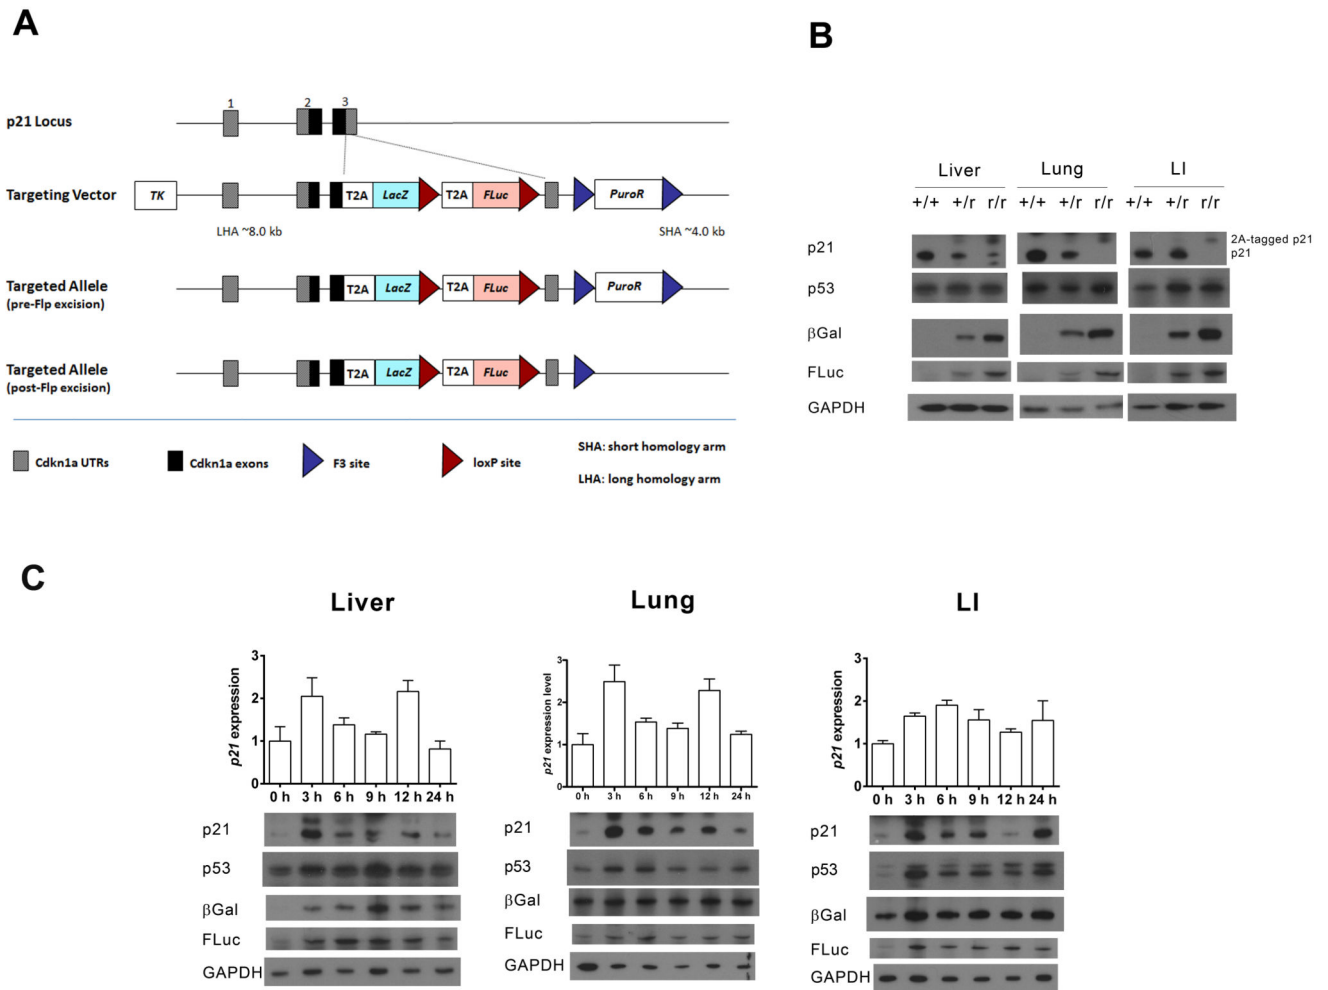 A
1 2 3
p21 Locus
Targeting Vector TK T2A LacZ T2A FLuc PuroR
LHA ~8.0 kb SHA ~4.0 kb
Targeted Allele
(pre-Flp excision) T2A LacZ T2A FLuc PuroR
Targeted Allele
(post-Flp excision) T2A LacZ T2A FLuc
Cdkn1a UTRs Cdkn1a exons F3 site loxP site
SHA: short homology arm
LHA: long homology arm
B
Liver Lung LI
+/+ +/r r/r +/+ +/r r/r +/+ +/r r/r
p21 2A-tagged p21
p21
p53
βGal
FLuc
GAPDH
C
Liver
p21 expression
3
2
1
0
0 h 3 h 6 h 9 h 12 h 24 h
p21
p53
βGal
FLuc
GAPDH
Lung
p21 expression level
3
2
1
0
0 h 3 h 6 h 9 h 12 h 24 h
p21
p53
βGal
FLuc
GAPDH
LI
p21 expression
3
2
1
0
0 h 3 h 6 h 9 h 12 h 24 h
p21
p53
βGal
FLuc
GAPDH